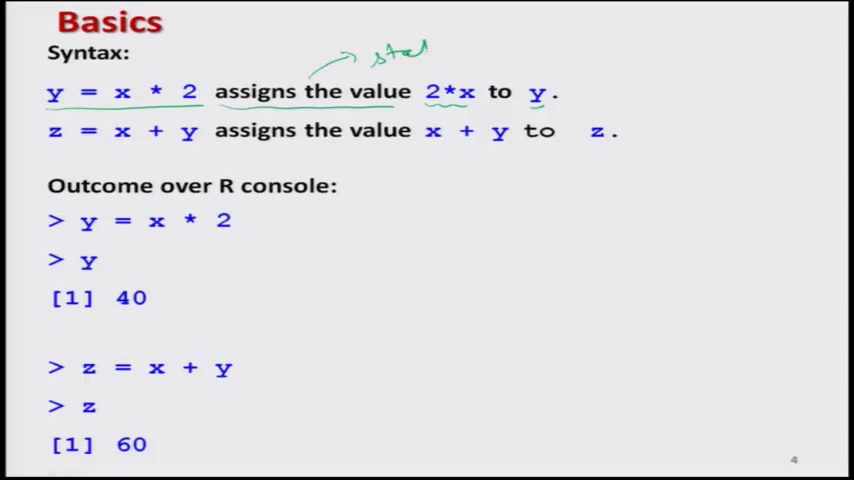 Basics
Syntax:
y = x * 2 assigns the value 2*x to y.
z = x + y assigns the value x + y to z.
Outcome over R console:
> y = x * 2
> y
[1] 40
> z = x + y
> z
[1] 60
4